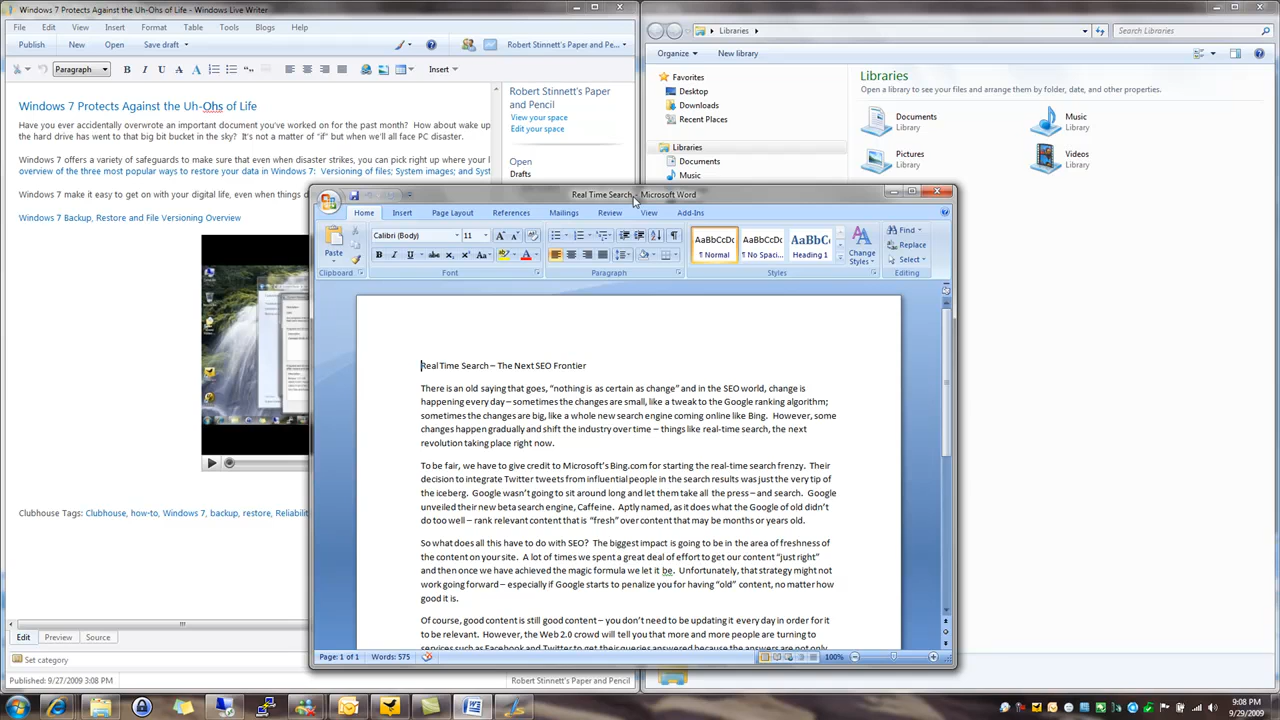 Windows 7 Protects Against the Uh-Ohs of Life - Windows Live Writer
File Edit View Insert Format Table Tools Blogs Help
Publish New Open Save draft Robert Stinnett's Paper and Pe...
Paragraph B I U A Insert
Windows 7 Protects Against the Uh-Ohs of Life
Have you ever accidentally overwrote an important document you've worked on for the past month? How about wake up
the hard drive has went to that big bit bucket in the sky? It's not a matter of "if" but when we'll all face PC disaster.
Windows 7 offers a variety of safeguards to make sure that even when disaster strikes, you can pick right up where your l
overview of the three most popular ways to restore your data in Windows 7: Versioning of files; System images; and Syst
Windows 7 make it easy to get on with your digital life, even when things d
Windows 7 Backup, Restore and File Versioning Overview
Clubhouse Tags: Clubhouse, how-to, Windows 7, backup, restore, Reliabilit
Edit Preview Source
Set category
Published: 9/27/2009 3:08 PM
Robert Stinnett's Paper and Pencil
Robert Stinnett's Paper
and Pencil
View your space
Edit your space
Open
Drafts
Libraries
Search Libraries
Organize New library
Favorites
Desktop
Downloads
Recent Places
Libraries
Documents
Music
Libraries
Open a library to see your files and arrange them by folder, date, and other properties.
Documents
Library
Music
Library
Pictures
Library
Videos
Library
Real Time Search - Microsoft Word
Home Insert Page Layout References Mailings Review View Add-Ins
Paste
Calibri (Body) 11
B I U abc Aa A
AaBbCcDc AaBbCcDc AaBbC
¶ Normal ¶ No Spaci... Heading 1
Change
Styles
Find
Replace
Select
Clipboard Font Paragraph Styles Editing
Real Time Search – The Next SEO Frontier
There is an old saying that goes, "nothing is as certain as change" and in the SEO world, change is
happening every day – sometimes the changes are small, like a tweak to the Google ranking algorithm;
sometimes the changes are big, like a whole new search engine coming online like Bing. However, some
changes happen gradually and shift the industry over time – things like real-time search, the next
revolution taking place right now.
To be fair, we have to give credit to Microsoft's Bing.com for starting the real-time search frenzy. Their
decision to integrate Twitter tweets from influential people in the search results was just the very tip of
the iceberg. Google wasn't going to sit around long and let them take all the press – and search. Google
unveiled their new beta search engine, Caffeine. Aptly named, as it does what the Google of old didn't
do too well – rank relevant content that is "fresh" over content that may be months or years old.
So what does all this have to do with SEO? The biggest impact is going to be in the area of freshness of
the content on your site. A lot of times we spent a great deal of effort to get our content "just right"
and then once we have achieved the magic formula we let it be. Unfortunately, that strategy might not
work going forward – especially if Google starts to penalize you for having "old" content, no matter how
good it is.
Of course, good content is still good content – you don't need to be updating it every day in order for it
to be relevant. However, the Web 2.0 crowd will tell you that more and more people are turning to
services such as Facebook and Twitter to get their queries answered because the answers are not only
Page: 1 of 1 Words: 575 100%
9:08 PM
9/29/2009